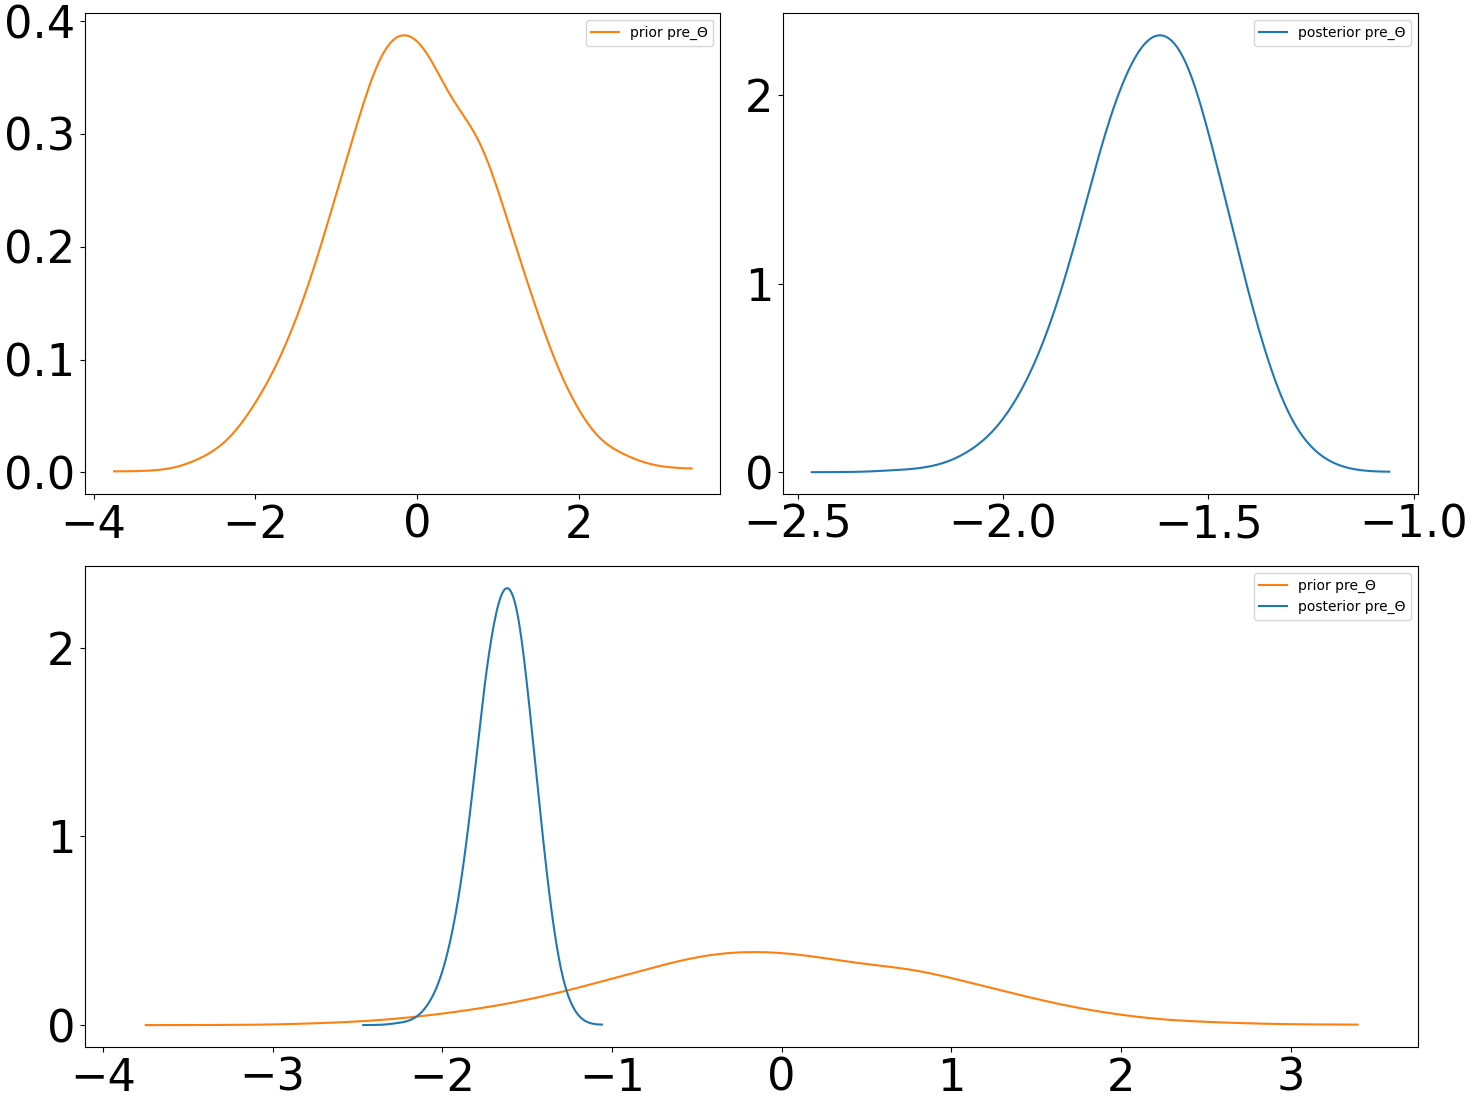 0.4
0.3
0.2
0.1
0.0
−4 −2 0 2
prior pre_Θ
2
1
0
−2.5 −2.0 −1.5 −1.0
posterior pre_Θ
2
1
0
−4 −3 −2 −1 0 1 2 3
prior pre_Θ
posterior pre_Θ